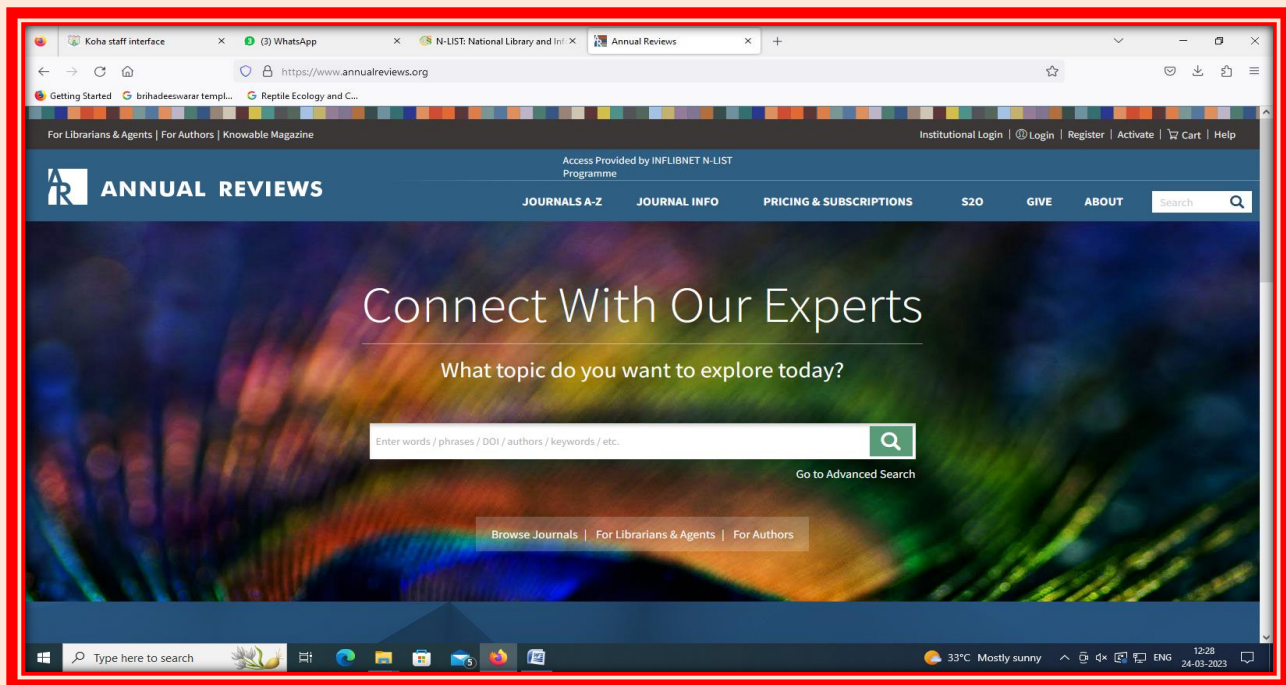 Koha staff interface
(3) WhatsApp
N-LIST: National Library and Inf
Annual Reviews
https://www.annualreviews.org
Getting Started
brihadeeswarar templ...
Reptile Ecology and C...
For Librarians & Agents | For Authors | Knowable Magazine
Institutional Login | Login | Register | Activate | Cart | Help
AR
ANNUAL REVIEWS
Access Provided by INFLIBNET N-LIST
Programme
JOURNALS A-Z JOURNAL INFO PRICING & SUBSCRIPTIONS S2O GIVE ABOUT Search
Connect With Our Experts
What topic do you want to explore today?
Enter words / phrases / DOI / authors / keywords / etc.
Go to Advanced Search
Browse Journals | For Librarians & Agents | For Authors
Type here to search
5
33°C Mostly sunny
ENG
12:28
24-03-2023